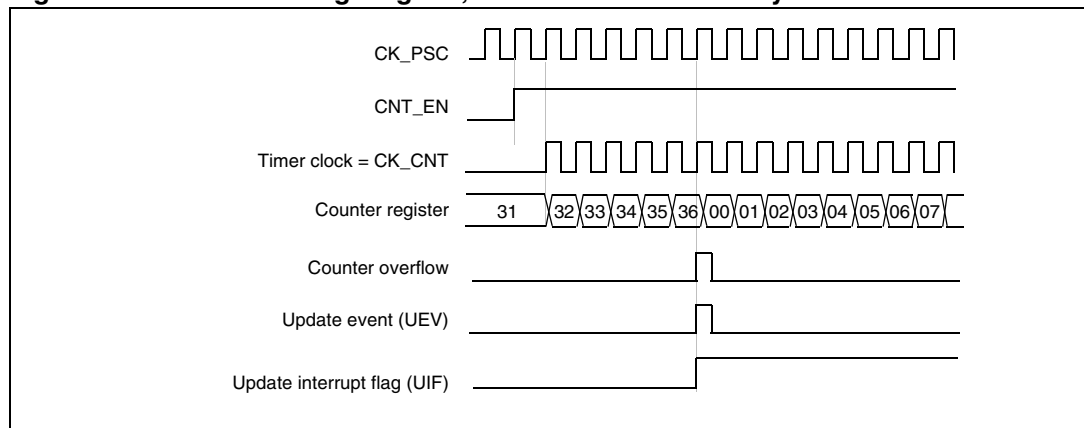 CK_PSC
CNT_EN
Timer clock = CK_CNT
Counter register 31 32 33 34 35 36 00 01 02 03 04 05 06 07
Counter overflow
Update event (UEV)
Update interrupt flag (UIF)